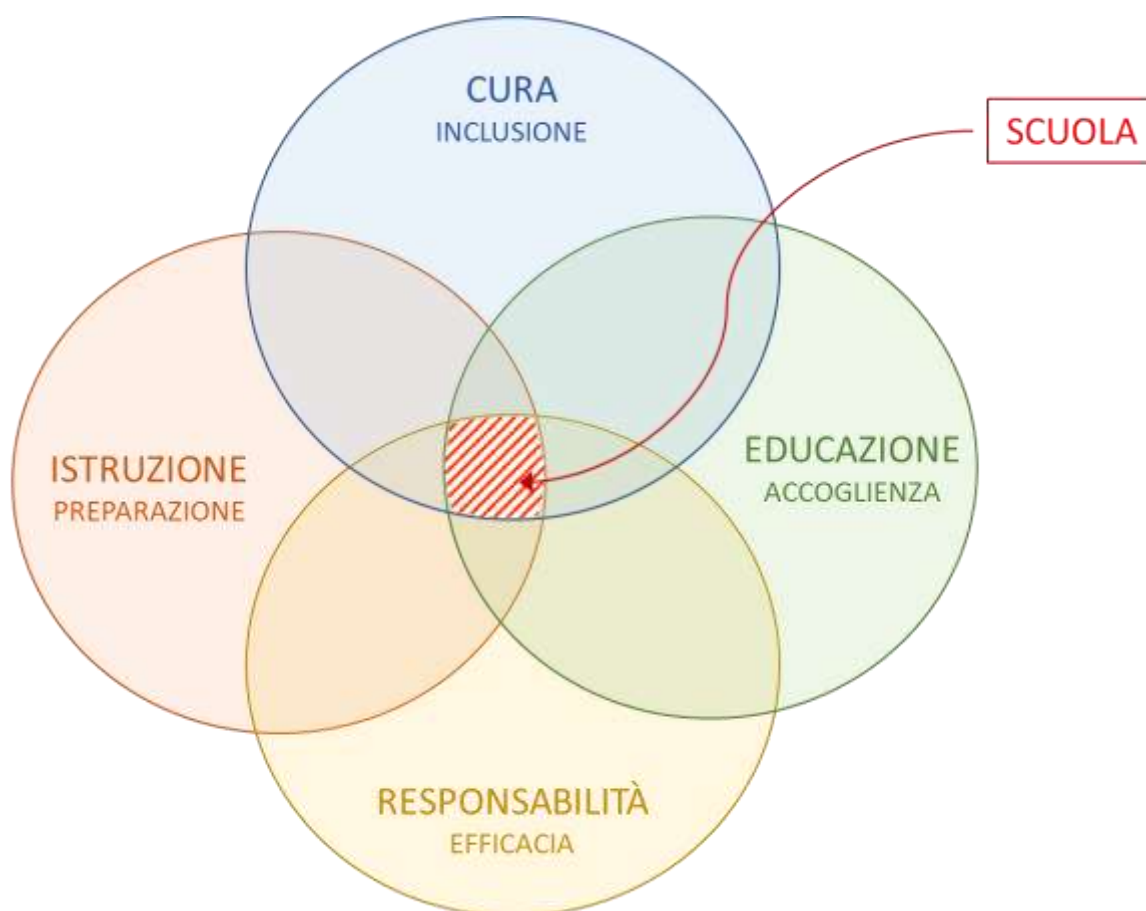 CURA
INCLUSIONE
SCUOLA
ISTRUZIONE
PREPARAZIONE
EDUCAZIONE
ACCOGLIENZA
RESPONSABILITÀ
EFFICACIA